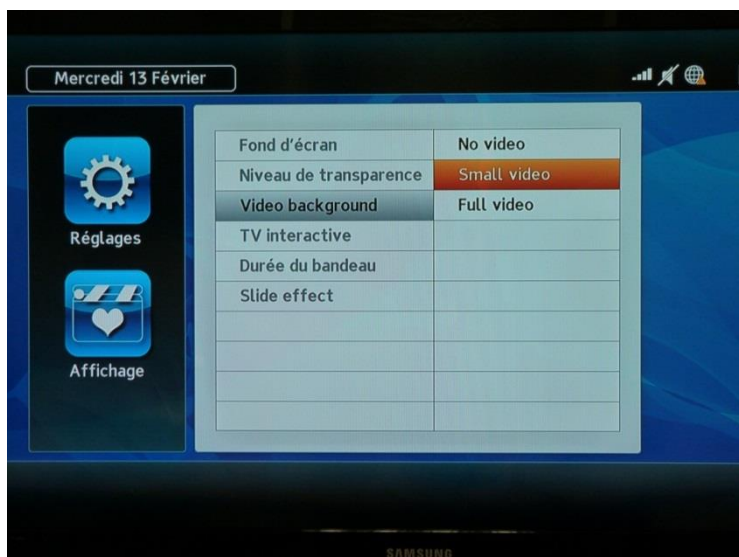 Mercredi 13 Février
Réglages
Affichage
Fond d'écran
No video
Niveau de transparence
Small video
Video background
Full video
TV interactive
Durée du bandeau
Slide effect
SAMSUNG